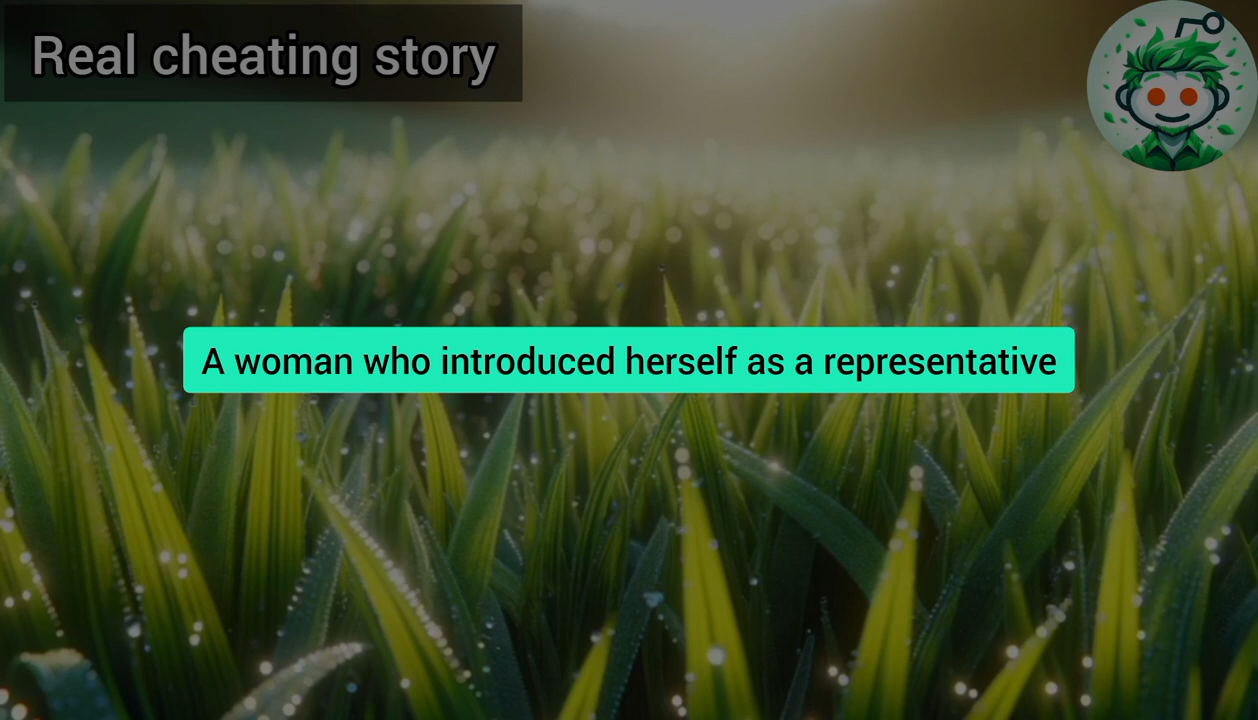 Real cheating story
A woman who introduced herself as a representative